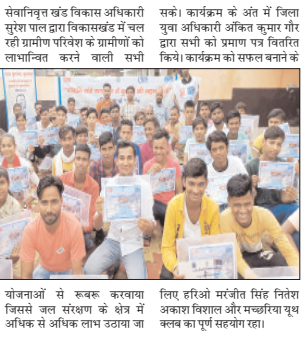 सेवानिवृत्त खंड विकास अधिकारी
सुरेश पाल द्वारा विकासखंड में चल
रही ग्रामीण परिवेश के ग्रामीणों को
लाभान्वित करने वाली सभी
योजनाओं से रूबरू करवाया
जिससे जल संरक्षण के क्षेत्र में
अधिक से अधिक लाभ उठाया जा
सके। कार्यक्रम के अंत में जिला
युवा अधिकारी अंकित कुमार गौर
द्वारा सभी को प्रमाण पत्र वितरित
किये। कार्यक्रम को सफल बनाने के
लिए हरिओ मरंजीत सिंह नितेश
अकाश विशाल और मच्छरिया यूथ
क्लब का पूर्ण सहयोग रहा।